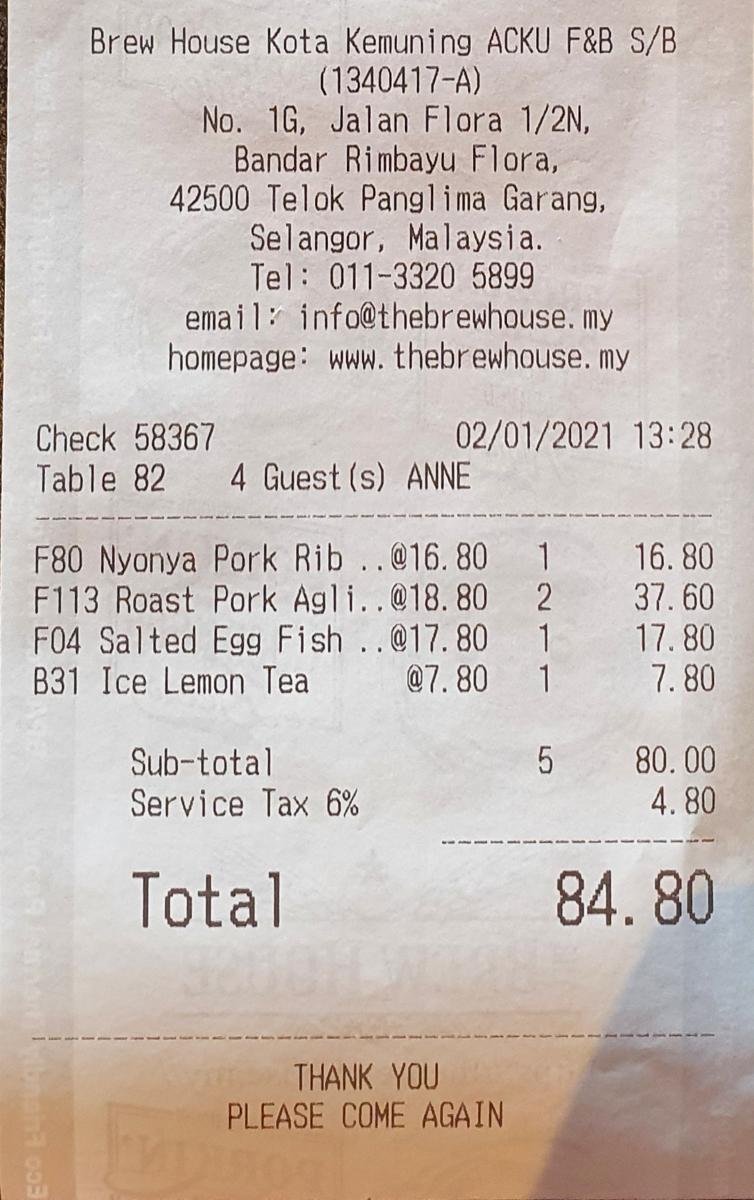 Brew House Kota Kemuning ACKU F&B S/B
(1340417-A)
No. 1G, Jalan Flora 1/2N,
Bandar Rimbayu Flora,
42500 Telok Panglima Garang,
Selangor, Malaysia.
Tel: 011-3320 5899
email: info@thebrewhouse.my
homepage: www.thebrewhouse.my
Check 58367 02/01/2021 13:28
Table 82 4 Guest(s) ANNE
F80 Nyonya Pork Rib ..@16.80 1 16.80
F113 Roast Pork Agli..@18.80 2 37.60
F04 Salted Egg Fish ..@17.80 1 17.80
B31 Ice Lemon Tea @7.80 1 7.80
Sub-total 5 80.00
Service Tax 6% 4.80
Total 84.80
THANK YOU
PLEASE COME AGAIN